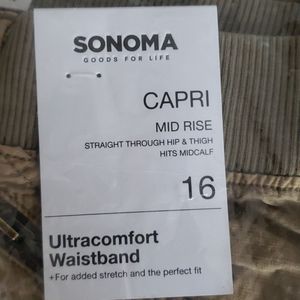 SONOMA
GOODS FOR LIFE
CAPRI
MID RISE
STRAIGHT THROUGH HIP & THIGH
HITS MIDCALF
16
Ultracomfort
Waistband
+For added stretch and the perfect fit